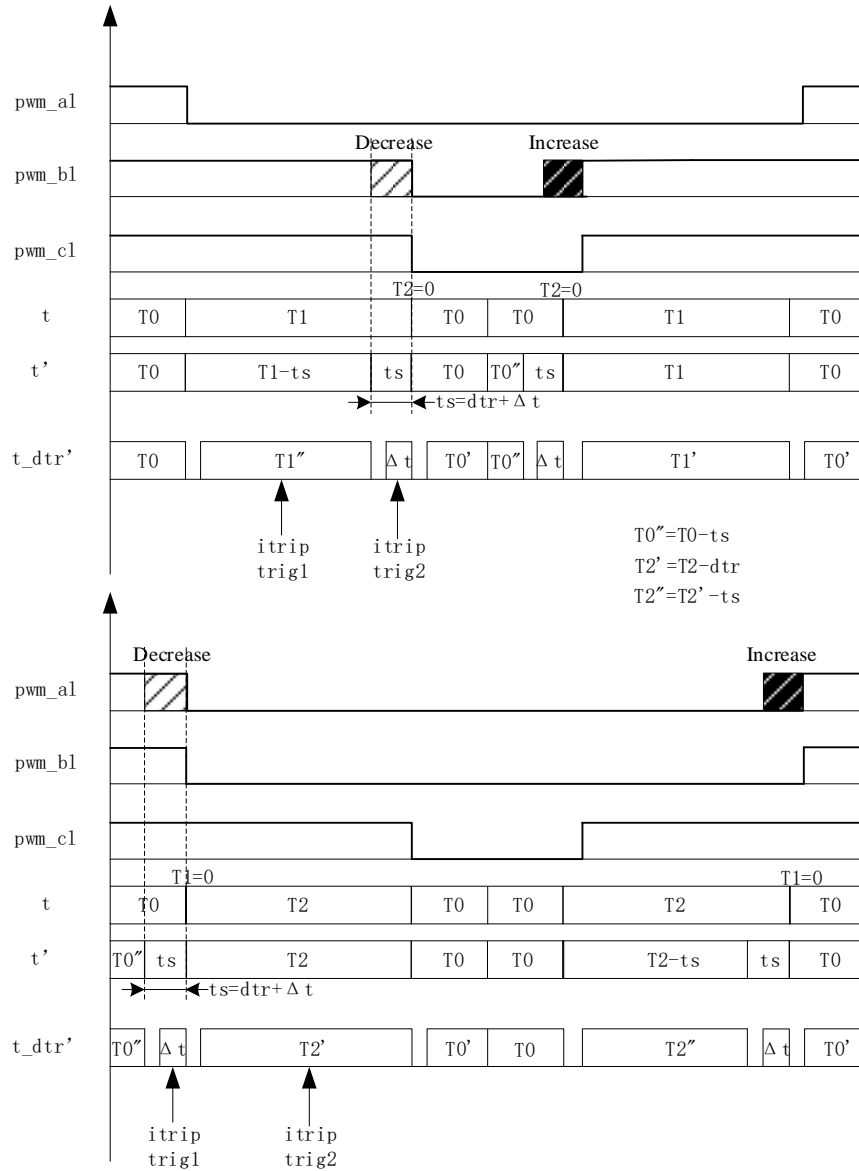 pwm_al
Decrease
Increase
pwm_bl
pwm_cl
T2=0
T2=0
t
T0
T1
T0
T0
T1
T0
t’
T0
T1-ts
ts
T0
T0″
ts
T1
T0
ts=dtr+Δt
t_dtr’
T0
T1″
Δt
T0’
T0″
Δt
T1’
T0’
itrip
trig1
itrip
trig2
T0″=T0-ts
T2’=T2-dtr
T2″=T2’-ts
Decrease
Increase
pwm_al
pwm_bl
pwm_cl
T1=0
T1=0
t
T0
T2
T0
T0
T2
T0
t’
T0″
ts
T2
T0
T0
T2-ts
ts
T0
ts=dtr+Δt
t_dtr’
T0″
Δt
T2’
T0’
T0
T2″
Δt
T0’
itrip
trig1
itrip
trig2